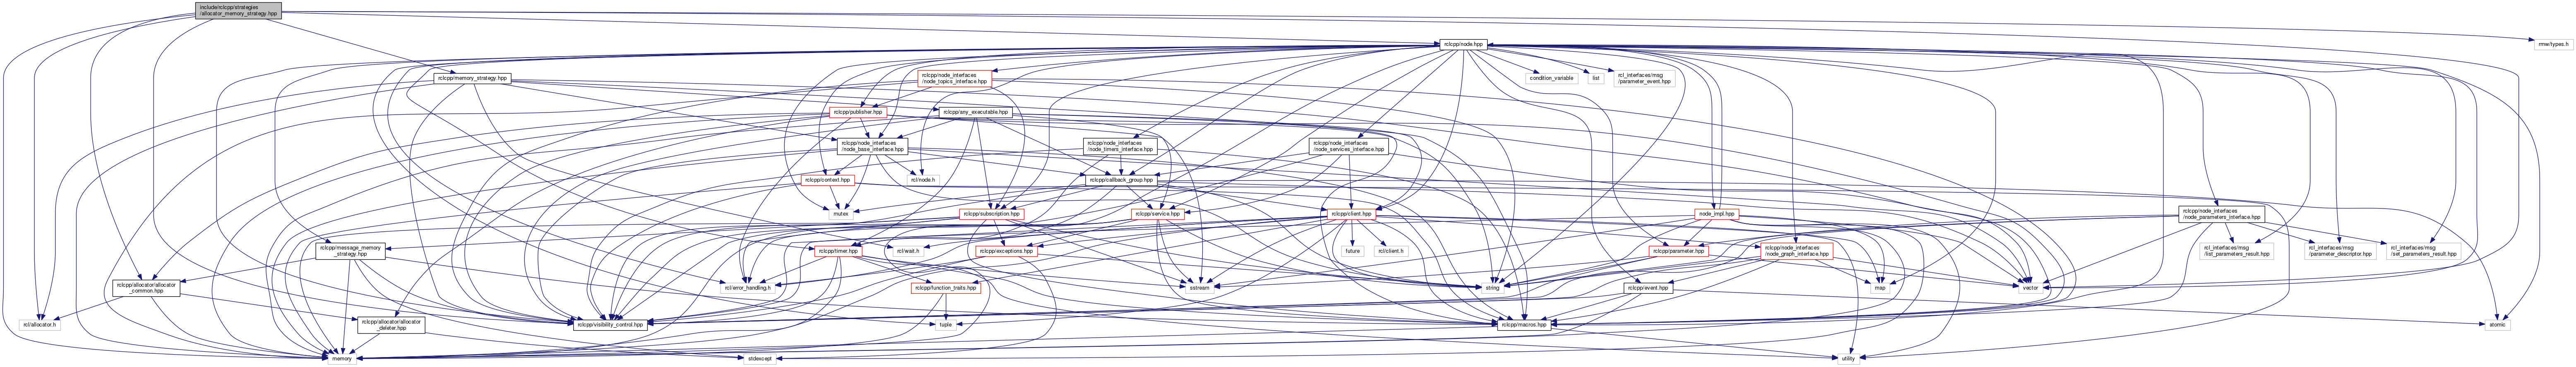 include/rclcpp/strategies
/allocator_memory_strategy.hpp
rclcpp/node.hpp
rmw/types.h
rclcpp/memory_strategy.hpp
rclcpp/node_interfaces
/node_topics_interface.hpp
condition_variable
list
rcl_interfaces/msg
/parameter_event.hpp
rclcpp/publisher.hpp
rclcpp/any_executable.hpp
rclcpp/node_interfaces
/node_base_interface.hpp
rclcpp/node_interfaces
/node_timers_interface.hpp
rclcpp/node_interfaces
/node_services_interface.hpp
rclcpp/context.hpp
rcl/node.h
rclcpp/callback_group.hpp
mutex
rclcpp/subscription.hpp
rclcpp/service.hpp
rclcpp/client.hpp
node_impl.hpp
rclcpp/node_interfaces
/node_parameters_interface.hpp
rclcpp/message_memory
_strategy.hpp
rclcpp/timer.hpp
rcl/wait.h
rclcpp/exceptions.hpp
future
rcl/client.h
rclcpp/parameter.hpp
rclcpp/node_interfaces
/node_graph_interface.hpp
rcl_interfaces/msg
/list_parameters_result.hpp
rcl_interfaces/msg
/parameter_descriptor.hpp
rcl_interfaces/msg
/set_parameters_result.hpp
rclcpp/allocator/allocator
_common.hpp
rcl/error_handling.h
rclcpp/function_traits.hpp
sstream
string
rclcpp/event.hpp
map
vector
rcl/allocator.h
rclcpp/allocator/allocator
_deleter.hpp
rclcpp/visibility_control.hpp
tuple
rclcpp/macros.hpp
atomic
memory
stdexcept
utility